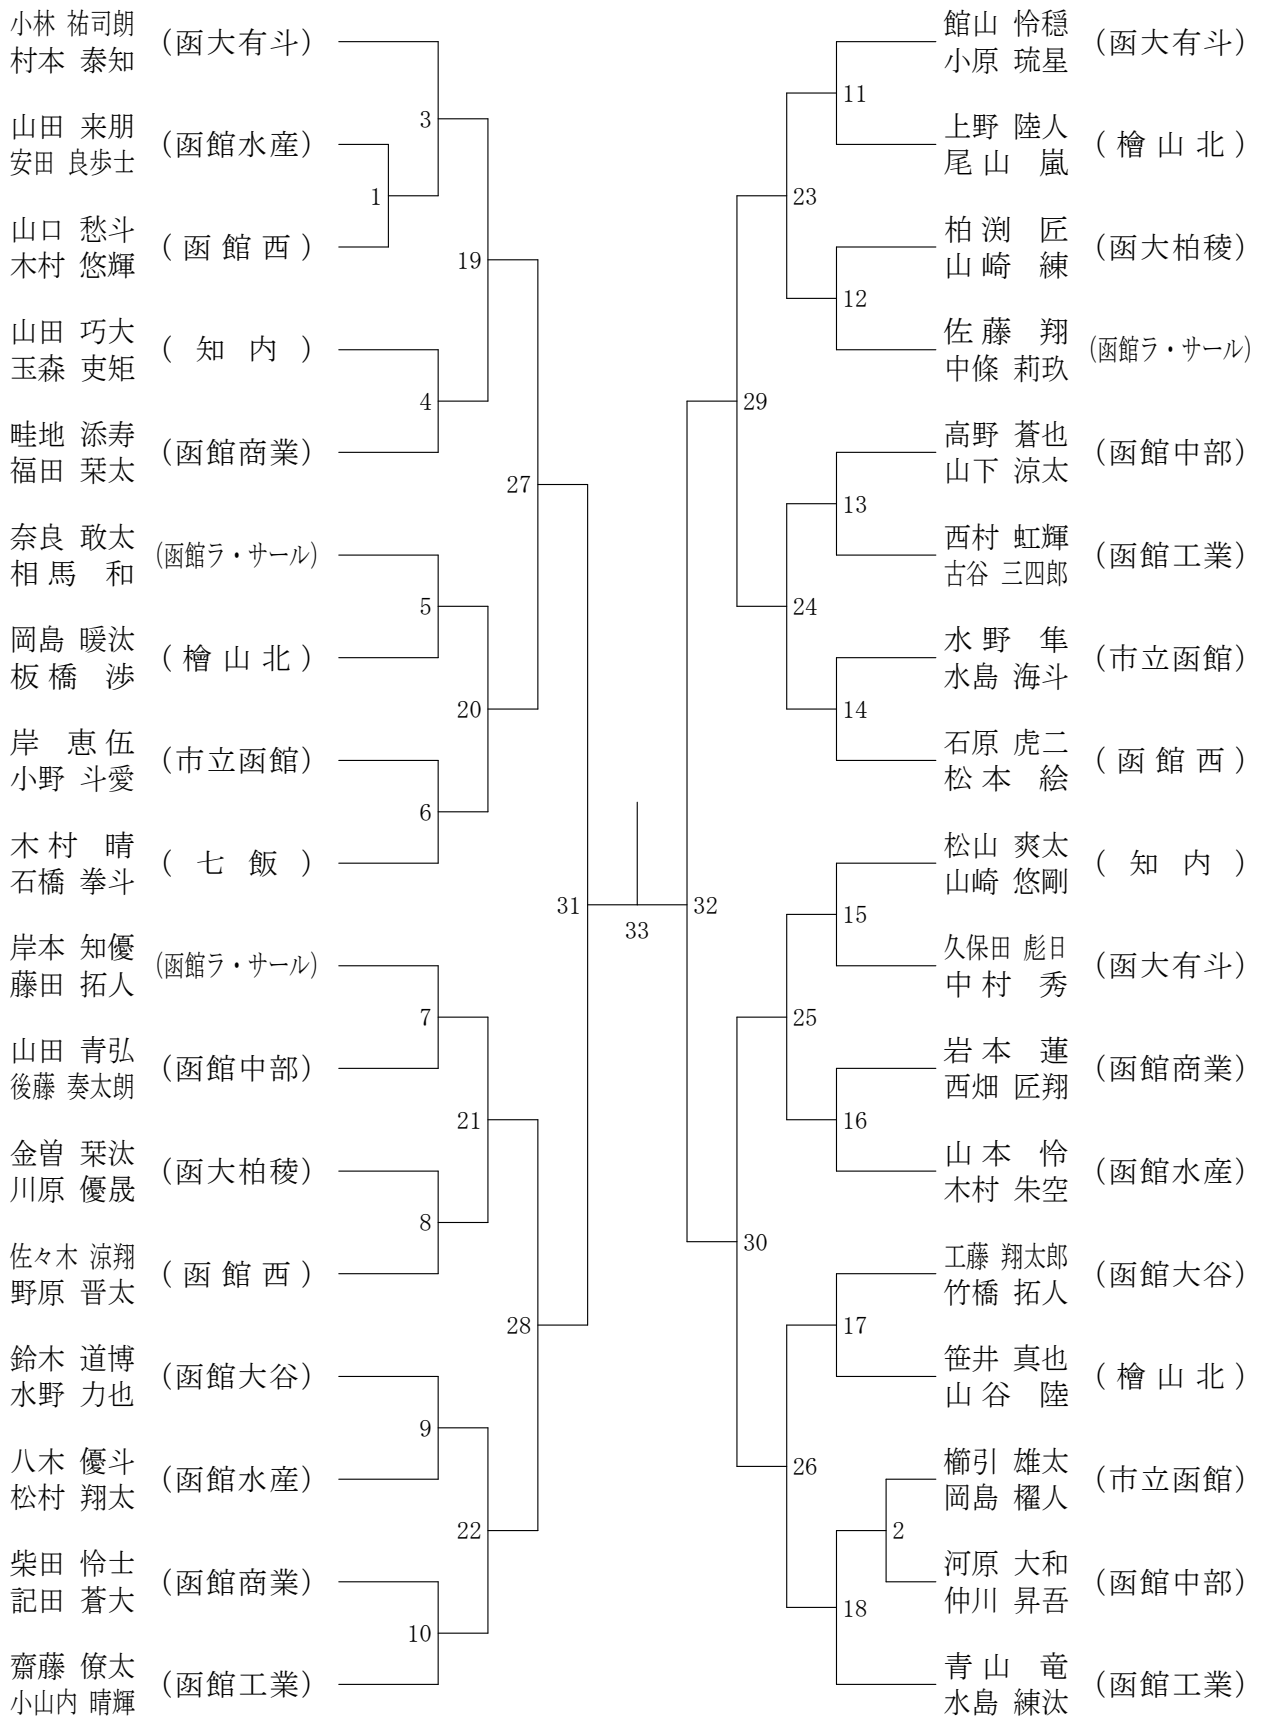 小林 祐司朗
村本 泰知
(函大有斗)
山田 来朋
安田 良歩士
(函館水産)
山口 愁斗
木村 悠輝
(函館西)
山田 巧大
玉森 吏矩
(知内)
畦地 添寿
福田 栞太
(函館商業)
奈良 敢太
相馬 和
(函館ラ・サール)
岡島 暖汰
板橋 渉
(檜山北)
岸 恵伍
小野 斗愛
(市立函館)
木村 晴
石橋 拳斗
(七飯)
岸本 知優
藤田 拓人
(函館ラ・サール)
山田 青弘
後藤 奏太朗
(函館中部)
金曽 栞汰
川原 優晟
(函大柏稜)
佐々木 涼翔
野原 晋太
(函館西)
鈴木 道博
水野 力也
(函館大谷)
八木 優斗
松村 翔太
(函館水産)
柴田 怜士
記田 蒼大
(函館商業)
齋藤 僚太
小山内 晴輝
(函館工業)
1
3
4
5
6
7
8
9
10
19
20
21
22
27
28
31
33
32
29
30
23
24
25
26
11
12
13
14
15
16
17
18
2
館山 怜穏
小原 琉星
(函大有斗)
上野 陸人
尾山 嵐
(檜山北)
柏渕 匠
山崎 練
(函大柏稜)
佐藤 翔
中條 莉玖
(函館ラ・サール)
高野 蒼也
山下 涼太
(函館中部)
西村 虹輝
古谷 三四郎
(函館工業)
水野 隼
水島 海斗
(市立函館)
石原 虎二
松本 絵
(函館西)
松山 爽太
山崎 悠剛
(知内)
久保田 彪日
中村 秀
(函大有斗)
岩本 蓮
西畑 匠翔
(函館商業)
山本 怜
木村 朱空
(函館水産)
工藤 翔太郎
竹橋 拓人
(函館大谷)
笹井 真也
山谷 陸
(檜山北)
櫛引 雄太
岡島 櫂人
(市立函館)
河原 大和
仲川 昇吾
(函館中部)
青山 竜
水島 練汰
(函館工業)